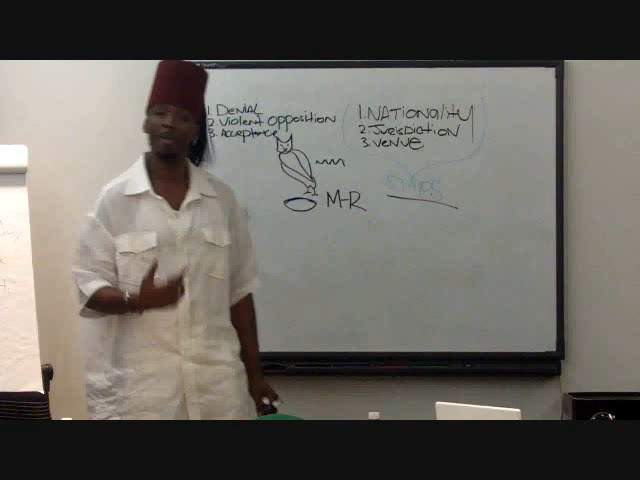 1. Denial
2. Violent opposition
3. Acceptance
1. NAtionality
2. Jurisdiction
3. venue
M-R